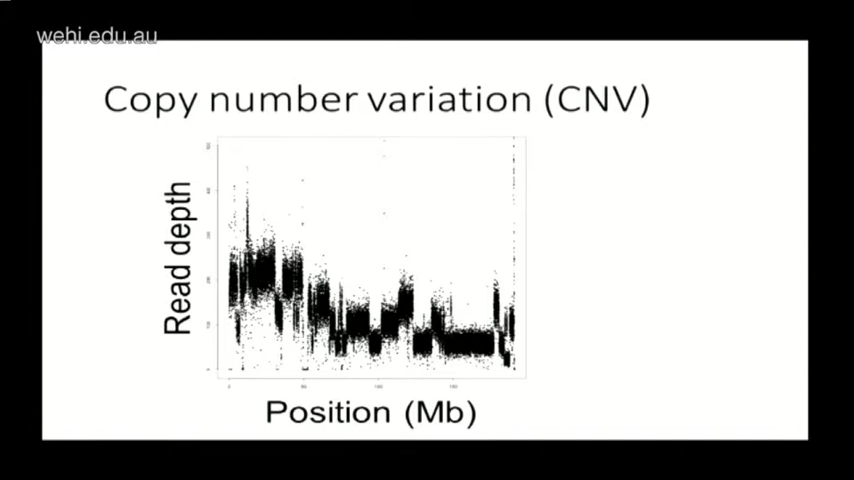 wehi.edu.au
Copy number variation (CNV)
Read depth
Position (Mb)